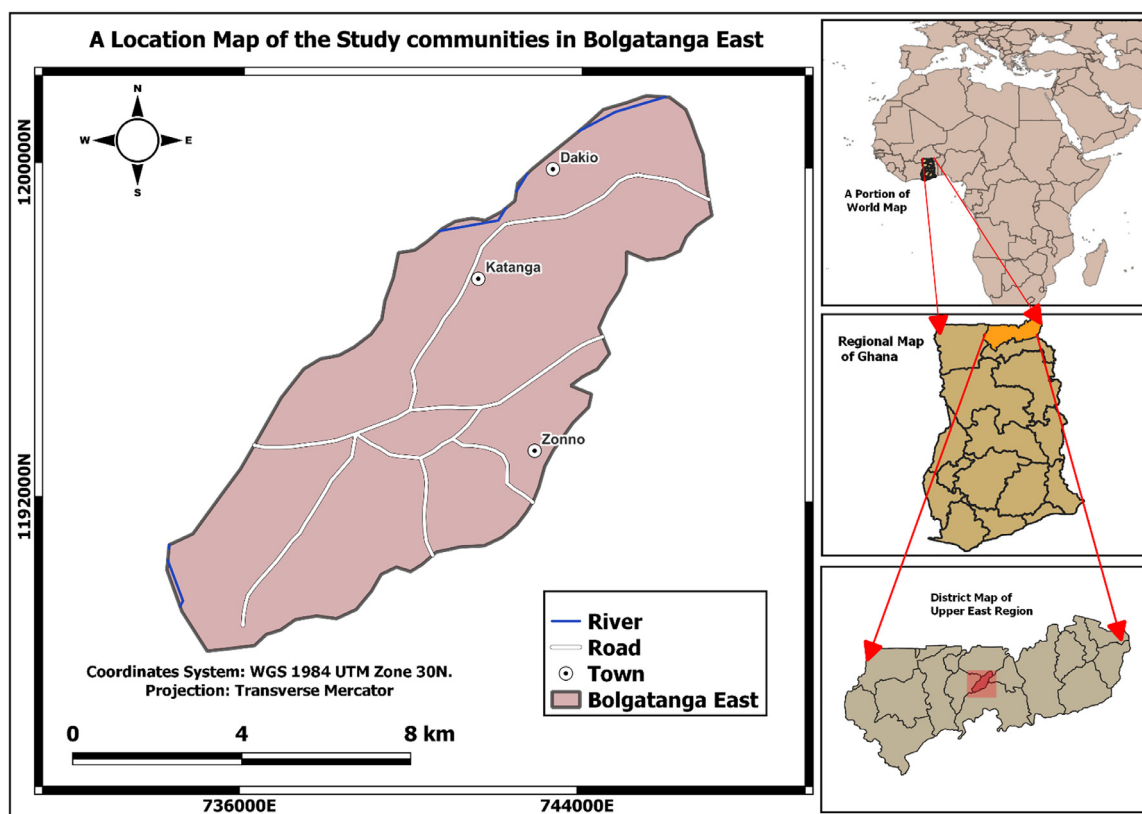 A Location Map of the Study communities in Bolgatanga East
N
W
E
S
1200000N
1192000N
Dakio
Katanga
Zonno
River
Road
Town
Bolgatanga East
Coordinates System: WGS 1984 UTM Zone 30N.
Projection: Transverse Mercator
0
4
8 km
736000E
744000E
A Portion of
World Map
Regional Map
of Ghana
District Map of
Upper East Region